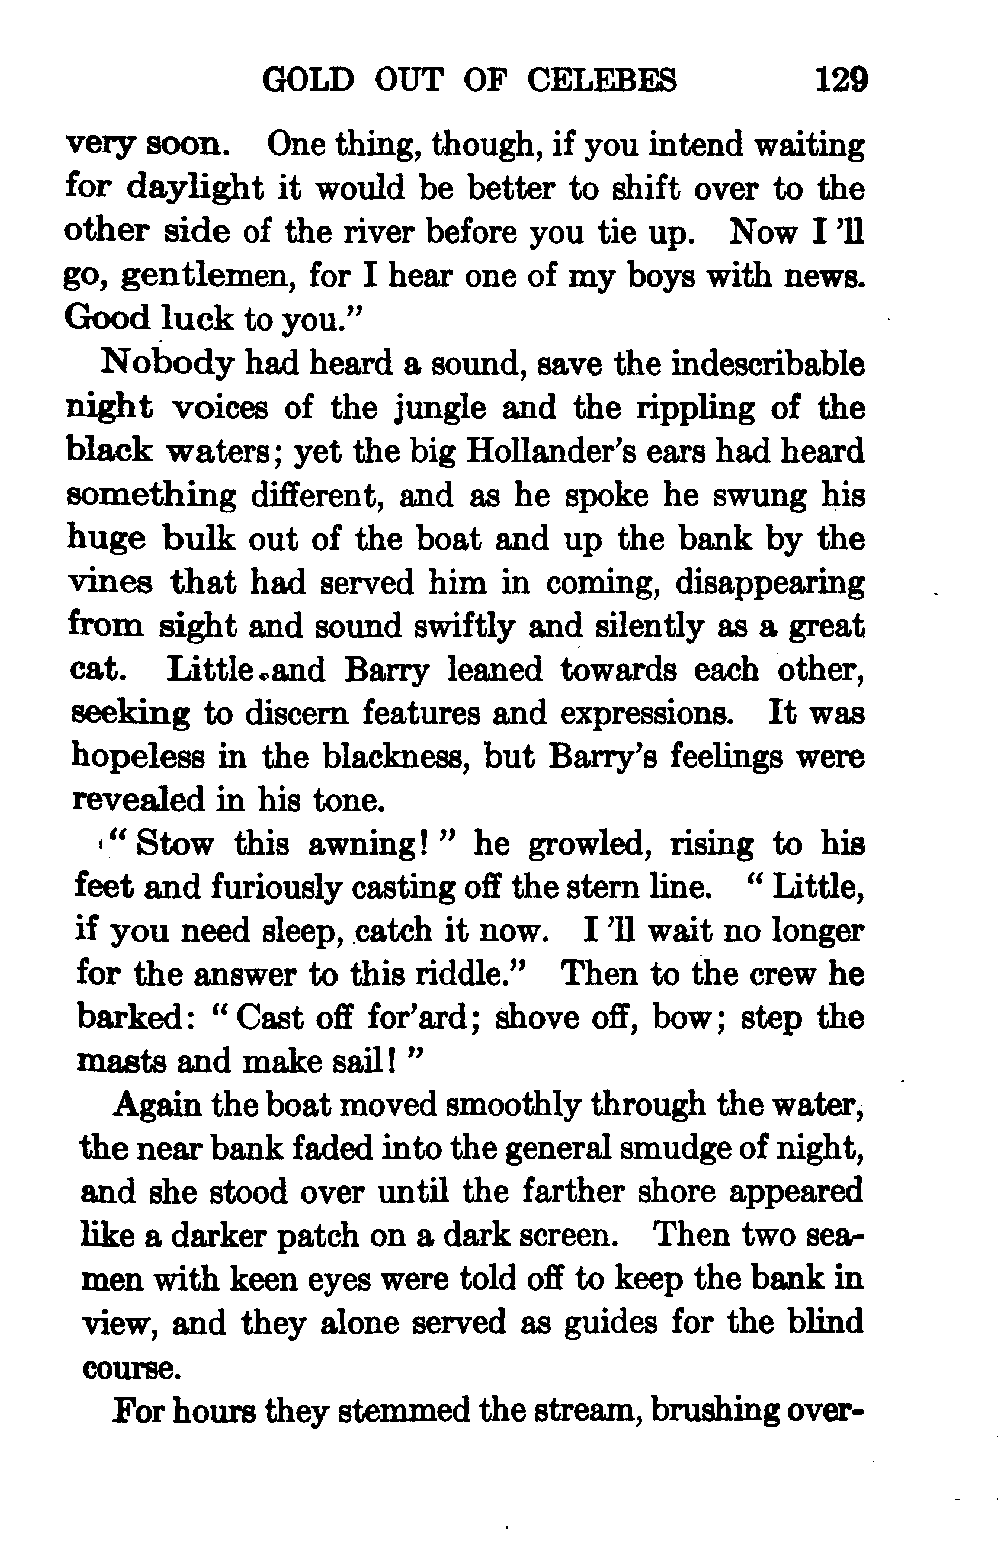 GOLD OUT OF CELEBES 129
very soon. One thing, though, if you intend waiting
for daylight it would be better to shift over to the
other side of the river before you tie up. Now I 'll
go, gentlemen, for I hear one of my boys with news.
Good luck to you."
Nobody had heard a sound, save the indescribable
night voices of the jungle and the rippling of the
black waters; yet the big Hollander's ears had heard
something different, and as he spoke he swung his
huge bulk out of the boat and up the bank by the
vines that had served him in coming, disappearing
from sight and sound swiftly and silently as a great
cat. Little and Barry leaned towards each other,
seeking to discern features and expressions. It was
hopeless in the blackness, but Barry's feelings were
revealed in his tone.
"Stow this awning!" he growled, rising to his
feet and furiously casting off the stern line. "Little,
if you need sleep, catch it now. I 'll wait no longer
for the answer to this riddle." Then to the crew he
barked: "Cast off for'ard; shove off, bow; step the
masts and make sail!"
Again the boat moved smoothly through the water,
the near bank faded into the general smudge of night,
and she stood over until the farther shore appeared
like a darker patch on a dark screen. Then two sea-
men with keen eyes were told off to keep the bank in
view, and they alone served as guides for the blind
course.
For hours they stemmed the stream, brushing over-